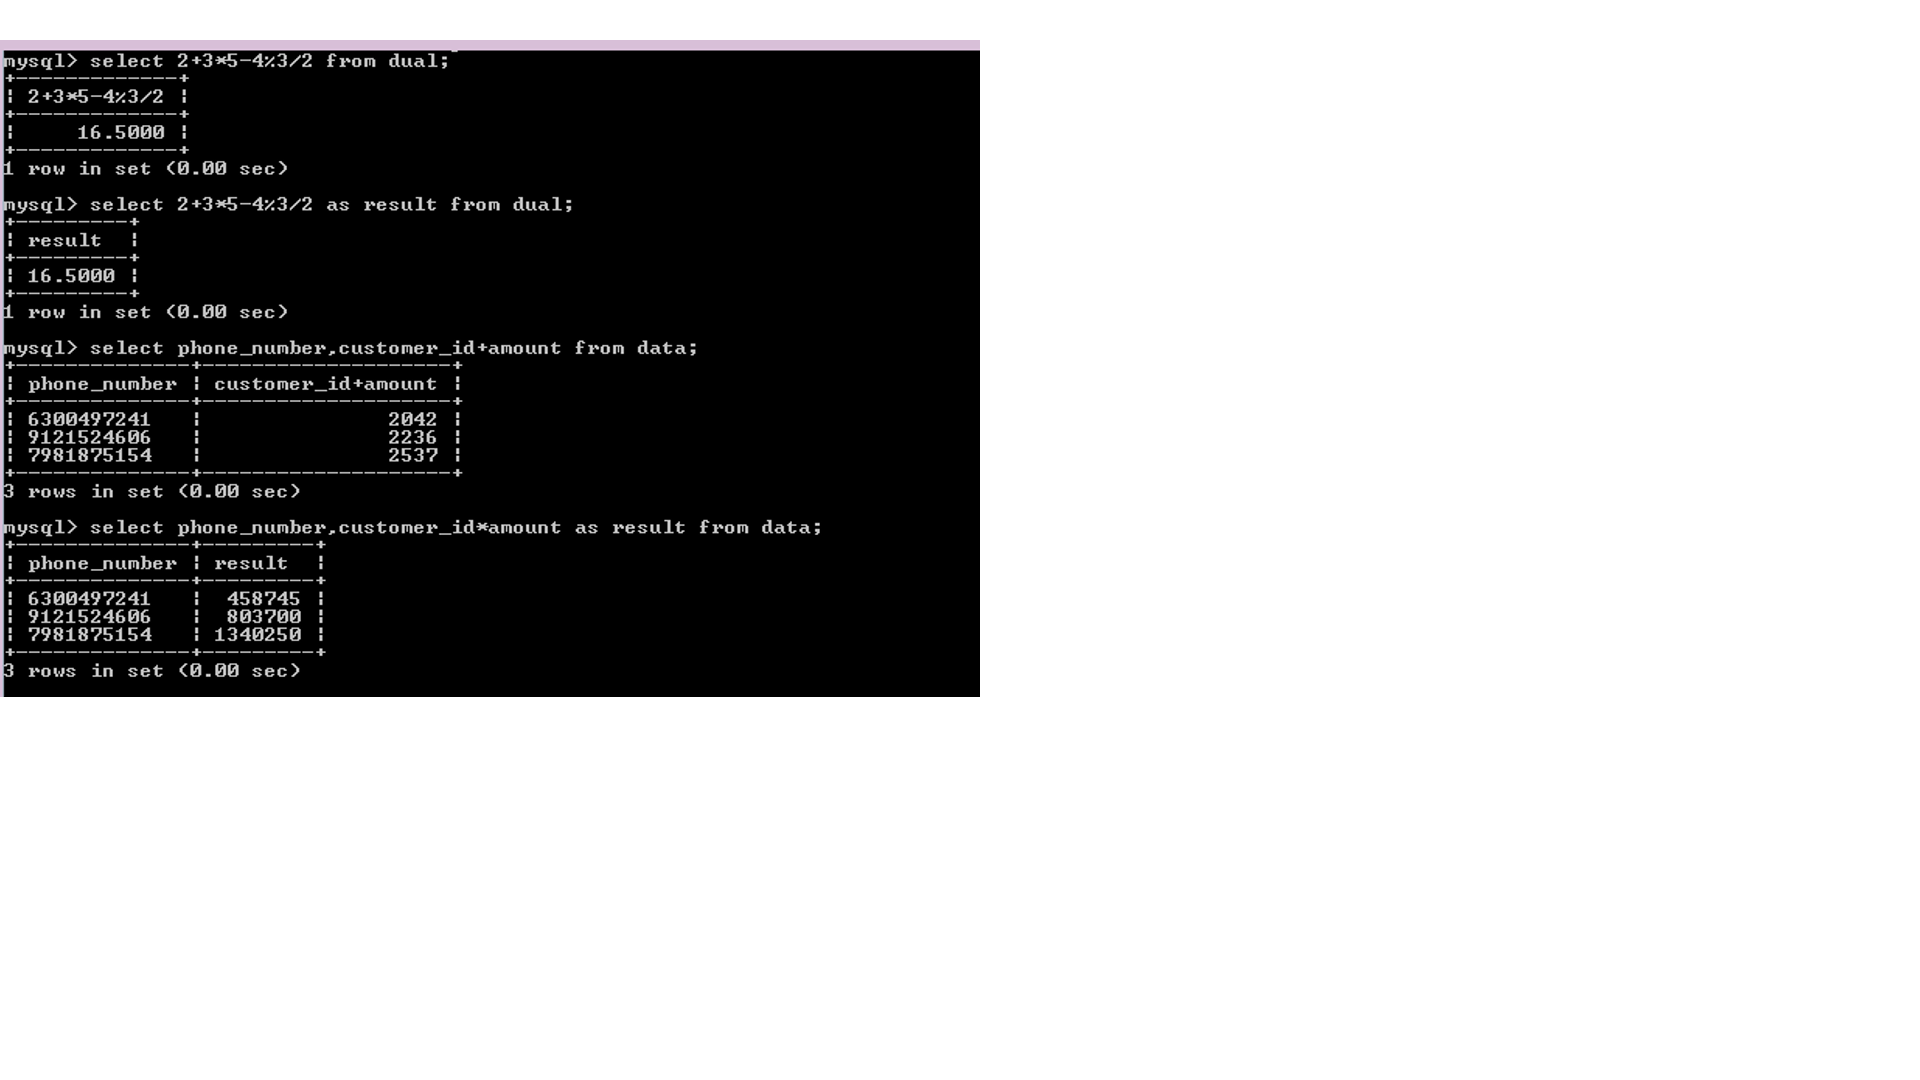 mysql> select 2+3*5-4%3/2 from dual;
+-------------+
| 2+3*5-4%3/2 |
+-------------+
|     16.5000 |
+-------------+
1 row in set (0.00 sec)
mysql> select 2+3*5-4%3/2 as result from dual;
+---------+
| result  |
+---------+
| 16.5000 |
+---------+
1 row in set (0.00 sec)
mysql> select phone_number,customer_id+amount from data;
+--------------+--------------------+
| phone_number | customer_id+amount |
+--------------+--------------------+
| 6300497241   |               2042 |
| 9121524606   |               2236 |
| 7981875154   |               2537 |
+--------------+--------------------+
3 rows in set (0.00 sec)
mysql> select phone_number,customer_id*amount as result from data;
+--------------+---------+
| phone_number | result  |
+--------------+---------+
| 6300497241   |  458745 |
| 9121524606   |  803700 |
| 7981875154   | 1340250 |
+--------------+---------+
3 rows in set (0.00 sec)